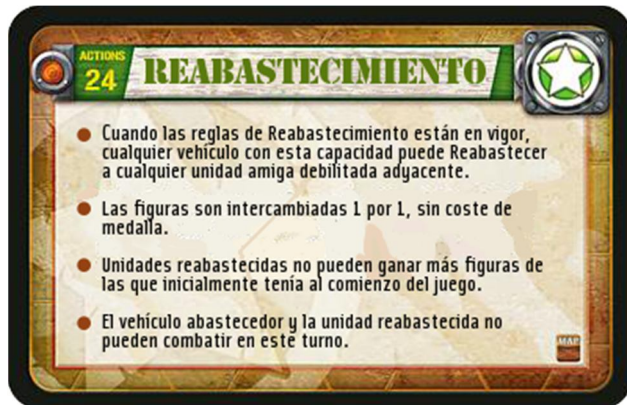 ACTIONS
24
REABASTECIMIENTO
Cuando las reglas de Reabastecimiento están en vigor,
cualquier vehículo con esta capacidad puede Reabastecer
a cualquier unidad amiga debilitada adyacente.
Las figuras son intercambiadas 1 por 1, sin coste de
medalla.
Unidades reabastecidas no pueden ganar más figuras de
las que inicialmente tenía al comienzo del juego.
El vehículo abastecedor y la unidad reabastecida no
pueden combatir en este turno.
MAP